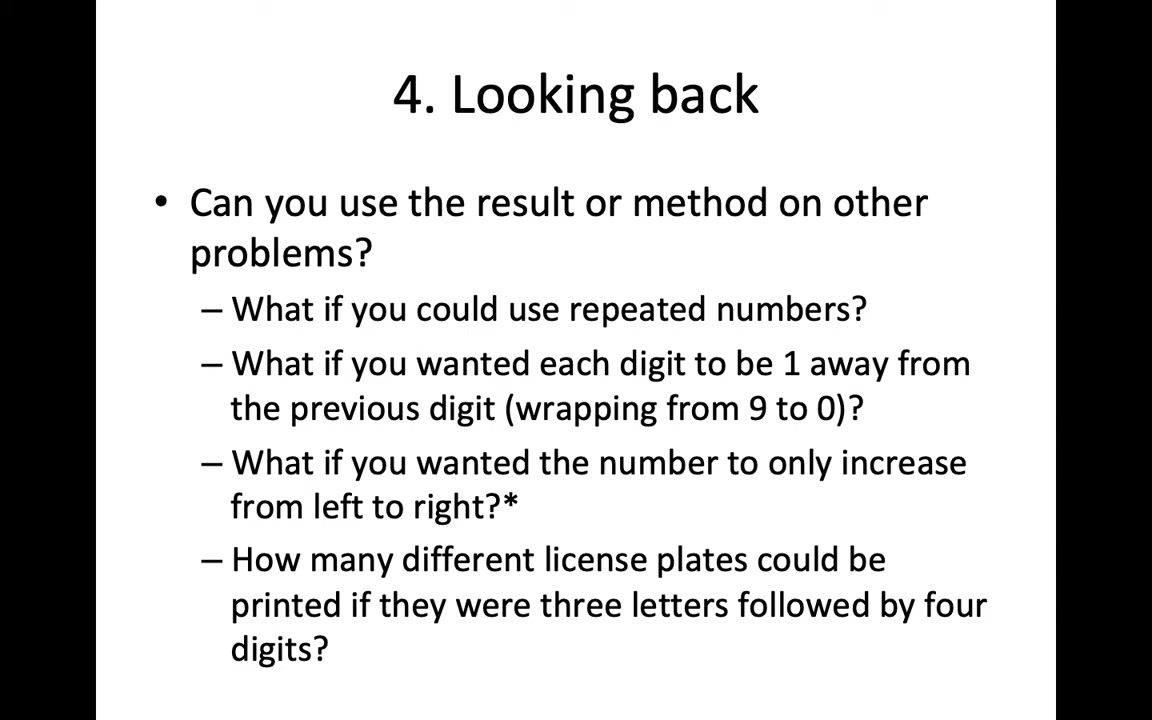 4. Looking back
• Can you use the result or method on other
problems?
– What if you could use repeated numbers?
– What if you wanted each digit to be 1 away from
the previous digit (wrapping from 9 to 0)?
– What if you wanted the number to only increase
from left to right?*
– How many different license plates could be
printed if they were three letters followed by four
digits?